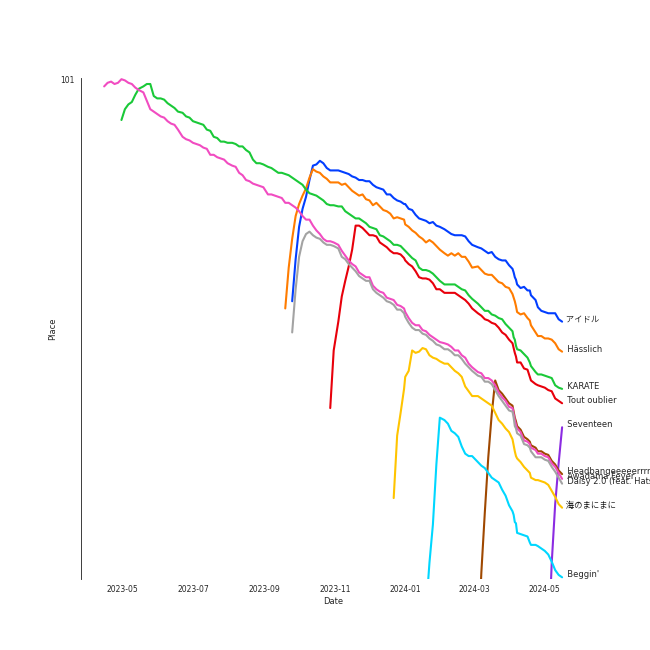 101
Place
アイドル
Hässlich
KARATE
Tout oublier
Seventeen
Headbangeeeerrrr
Daisy 2.0 (feat. Hats
海のまにまに
Beggin'
2023-05 2023-07 2023-09 2023-11 2024-01 2024-03 2024-05
Date